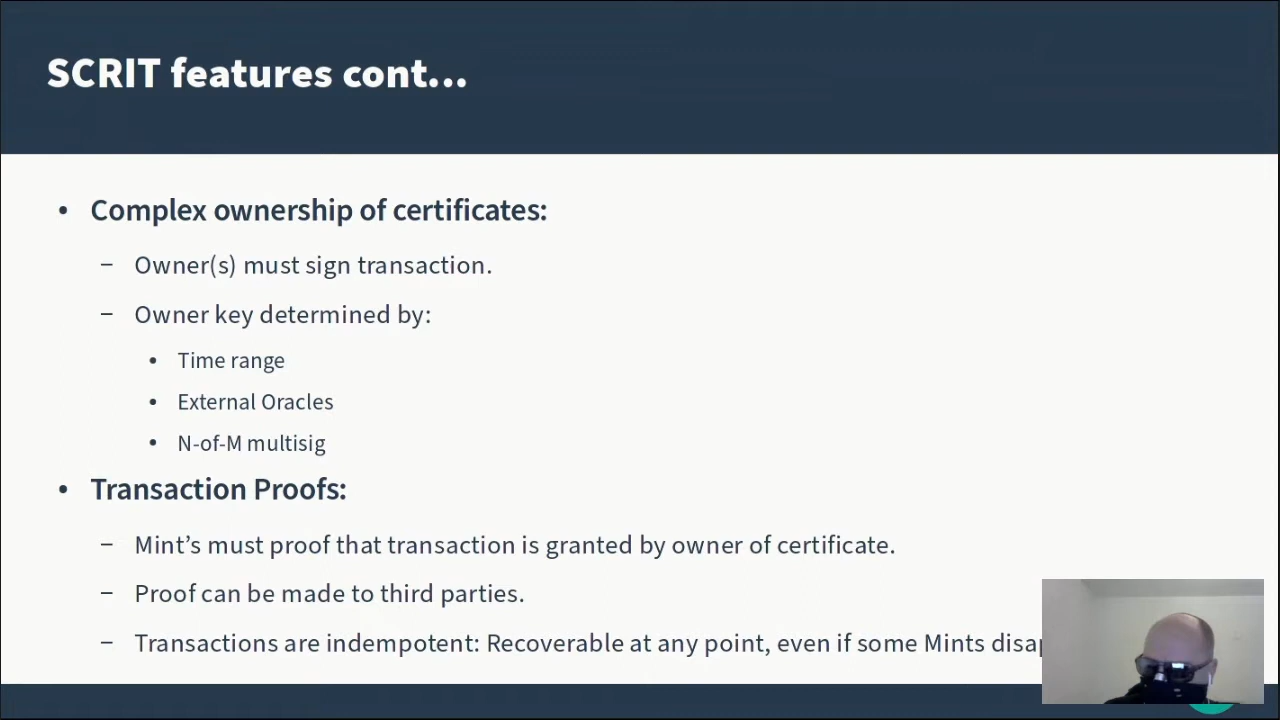 SCRIT features cont...
• Complex ownership of certificates:
– Owner(s) must sign transaction.
– Owner key determined by:
• Time range
• External Oracles
• N-of-M multisig
• Transaction Proofs:
– Mint’s must proof that transaction is granted by owner of certificate.
– Proof can be made to third parties.
– Transactions are indempotent: Recoverable at any point, even if some Mints